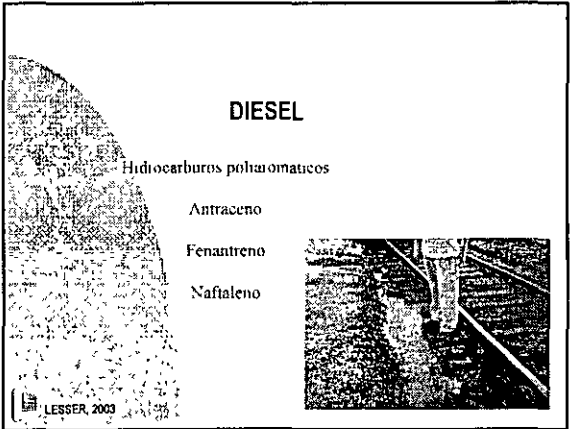 DIESEL
Hidrocarburos poliaromaticos
Antraceno
Fenantreno
Naftaleno
LESSER, 2003